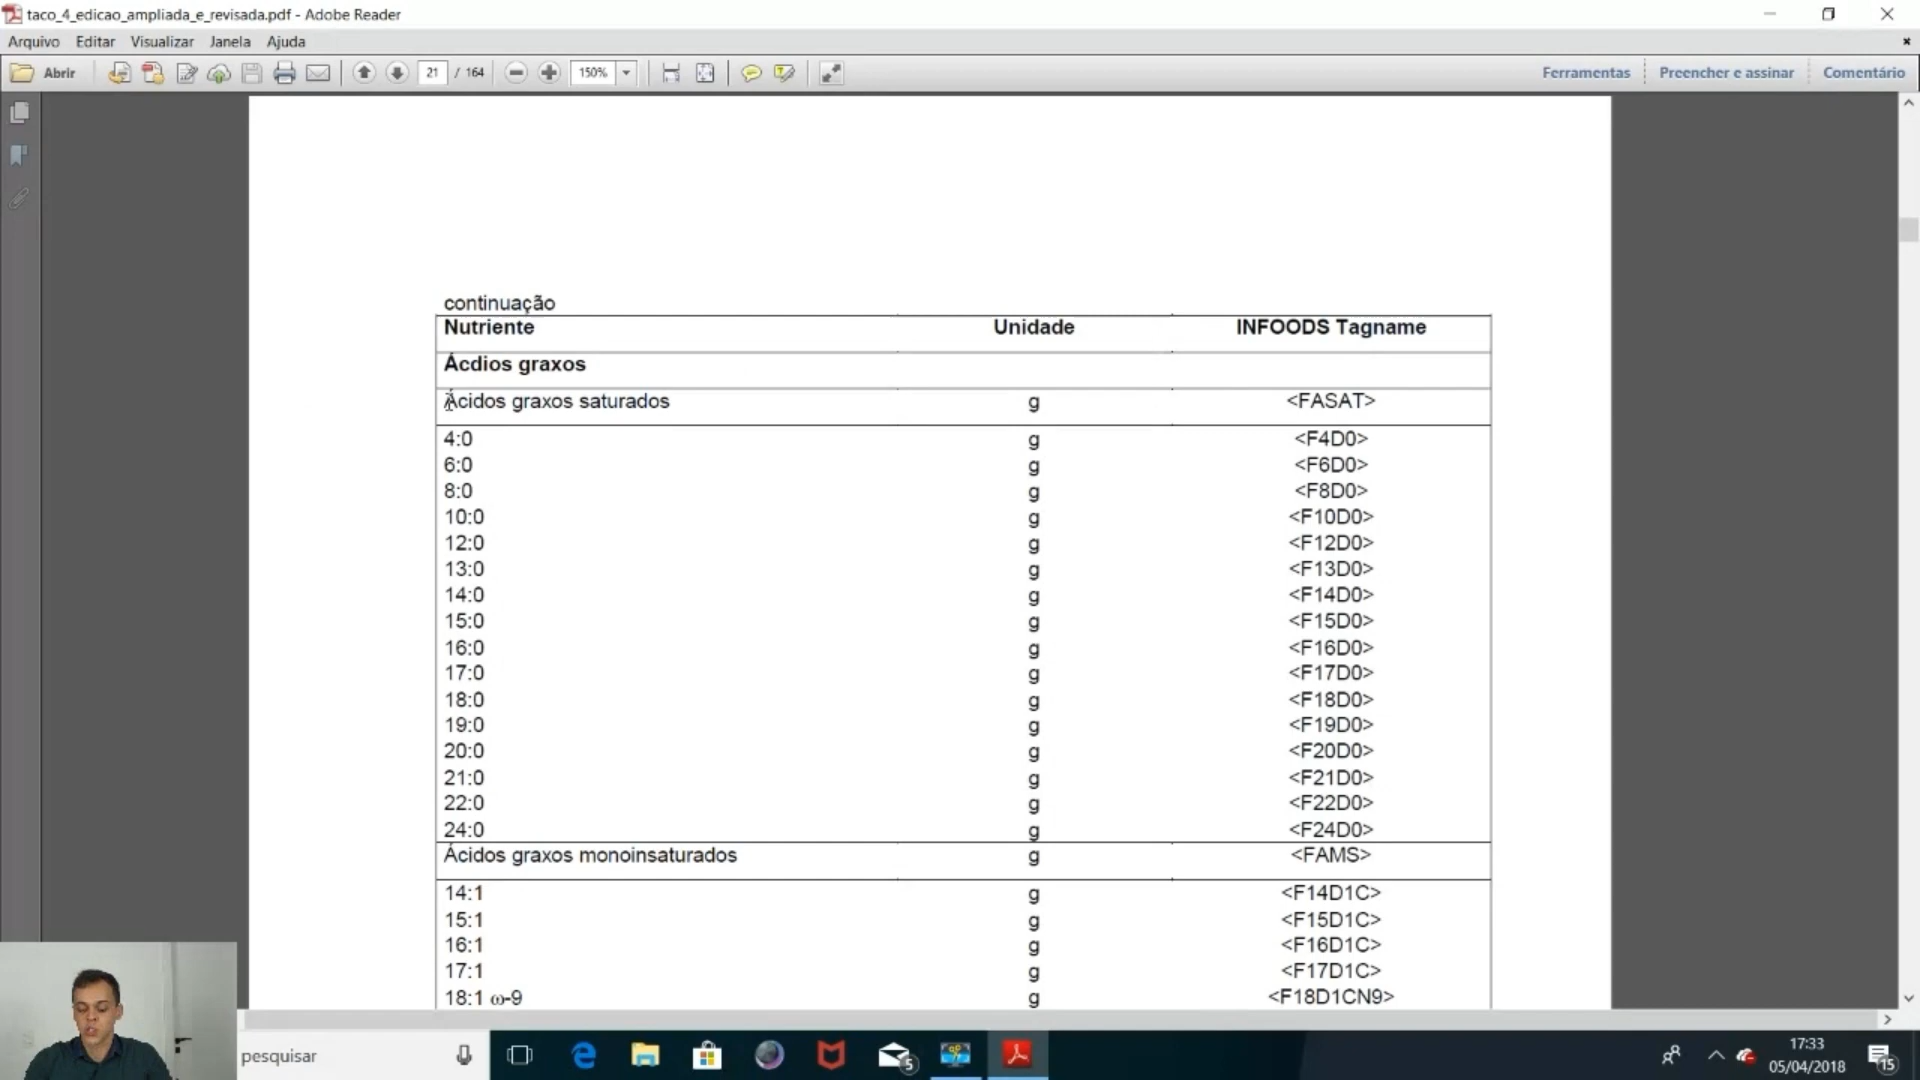 taco_4_edicao_ampliada_e_revisada.pdf - Adobe Reader
Arquivo Editar Visualizar Janela Ajuda
Abrir 21 / 164 150% Ferramentas Preencher e assinar Comentário
continuação
Nutriente Unidade INFOODS Tagname
Ácdios graxos
Ácidos graxos saturados g <FASAT>
4:0 g <F4D0>
6:0 g <F6D0>
8:0 g <F8D0>
10:0 g <F10D0>
12:0 g <F12D0>
13:0 g <F13D0>
14:0 g <F14D0>
15:0 g <F15D0>
16:0 g <F16D0>
17:0 g <F17D0>
18:0 g <F18D0>
19:0 g <F19D0>
20:0 g <F20D0>
21:0 g <F21D0>
22:0 g <F22D0>
24:0 g <F24D0>
Ácidos graxos monoinsaturados g <FAMS>
14:1 g <F14D1C>
15:1 g <F15D1C>
16:1 g <F16D1C>
17:1 g <F17D1C>
18:1 ω-9 g <F18D1CN9>
pesquisar 5 17:33
05/04/2018 15